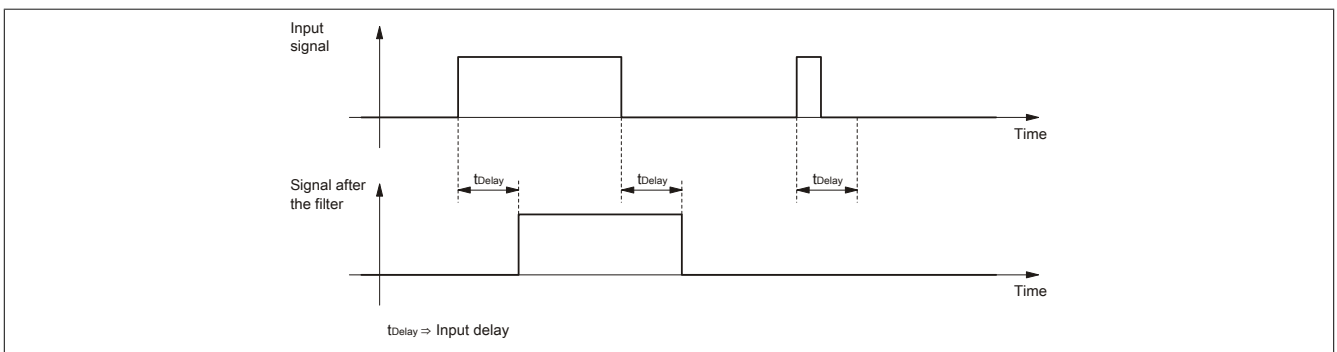 Input
signal
Time
Signal after
the filter
tDelay
tDelay
tDelay
Time
tDelay ⇒ Input delay